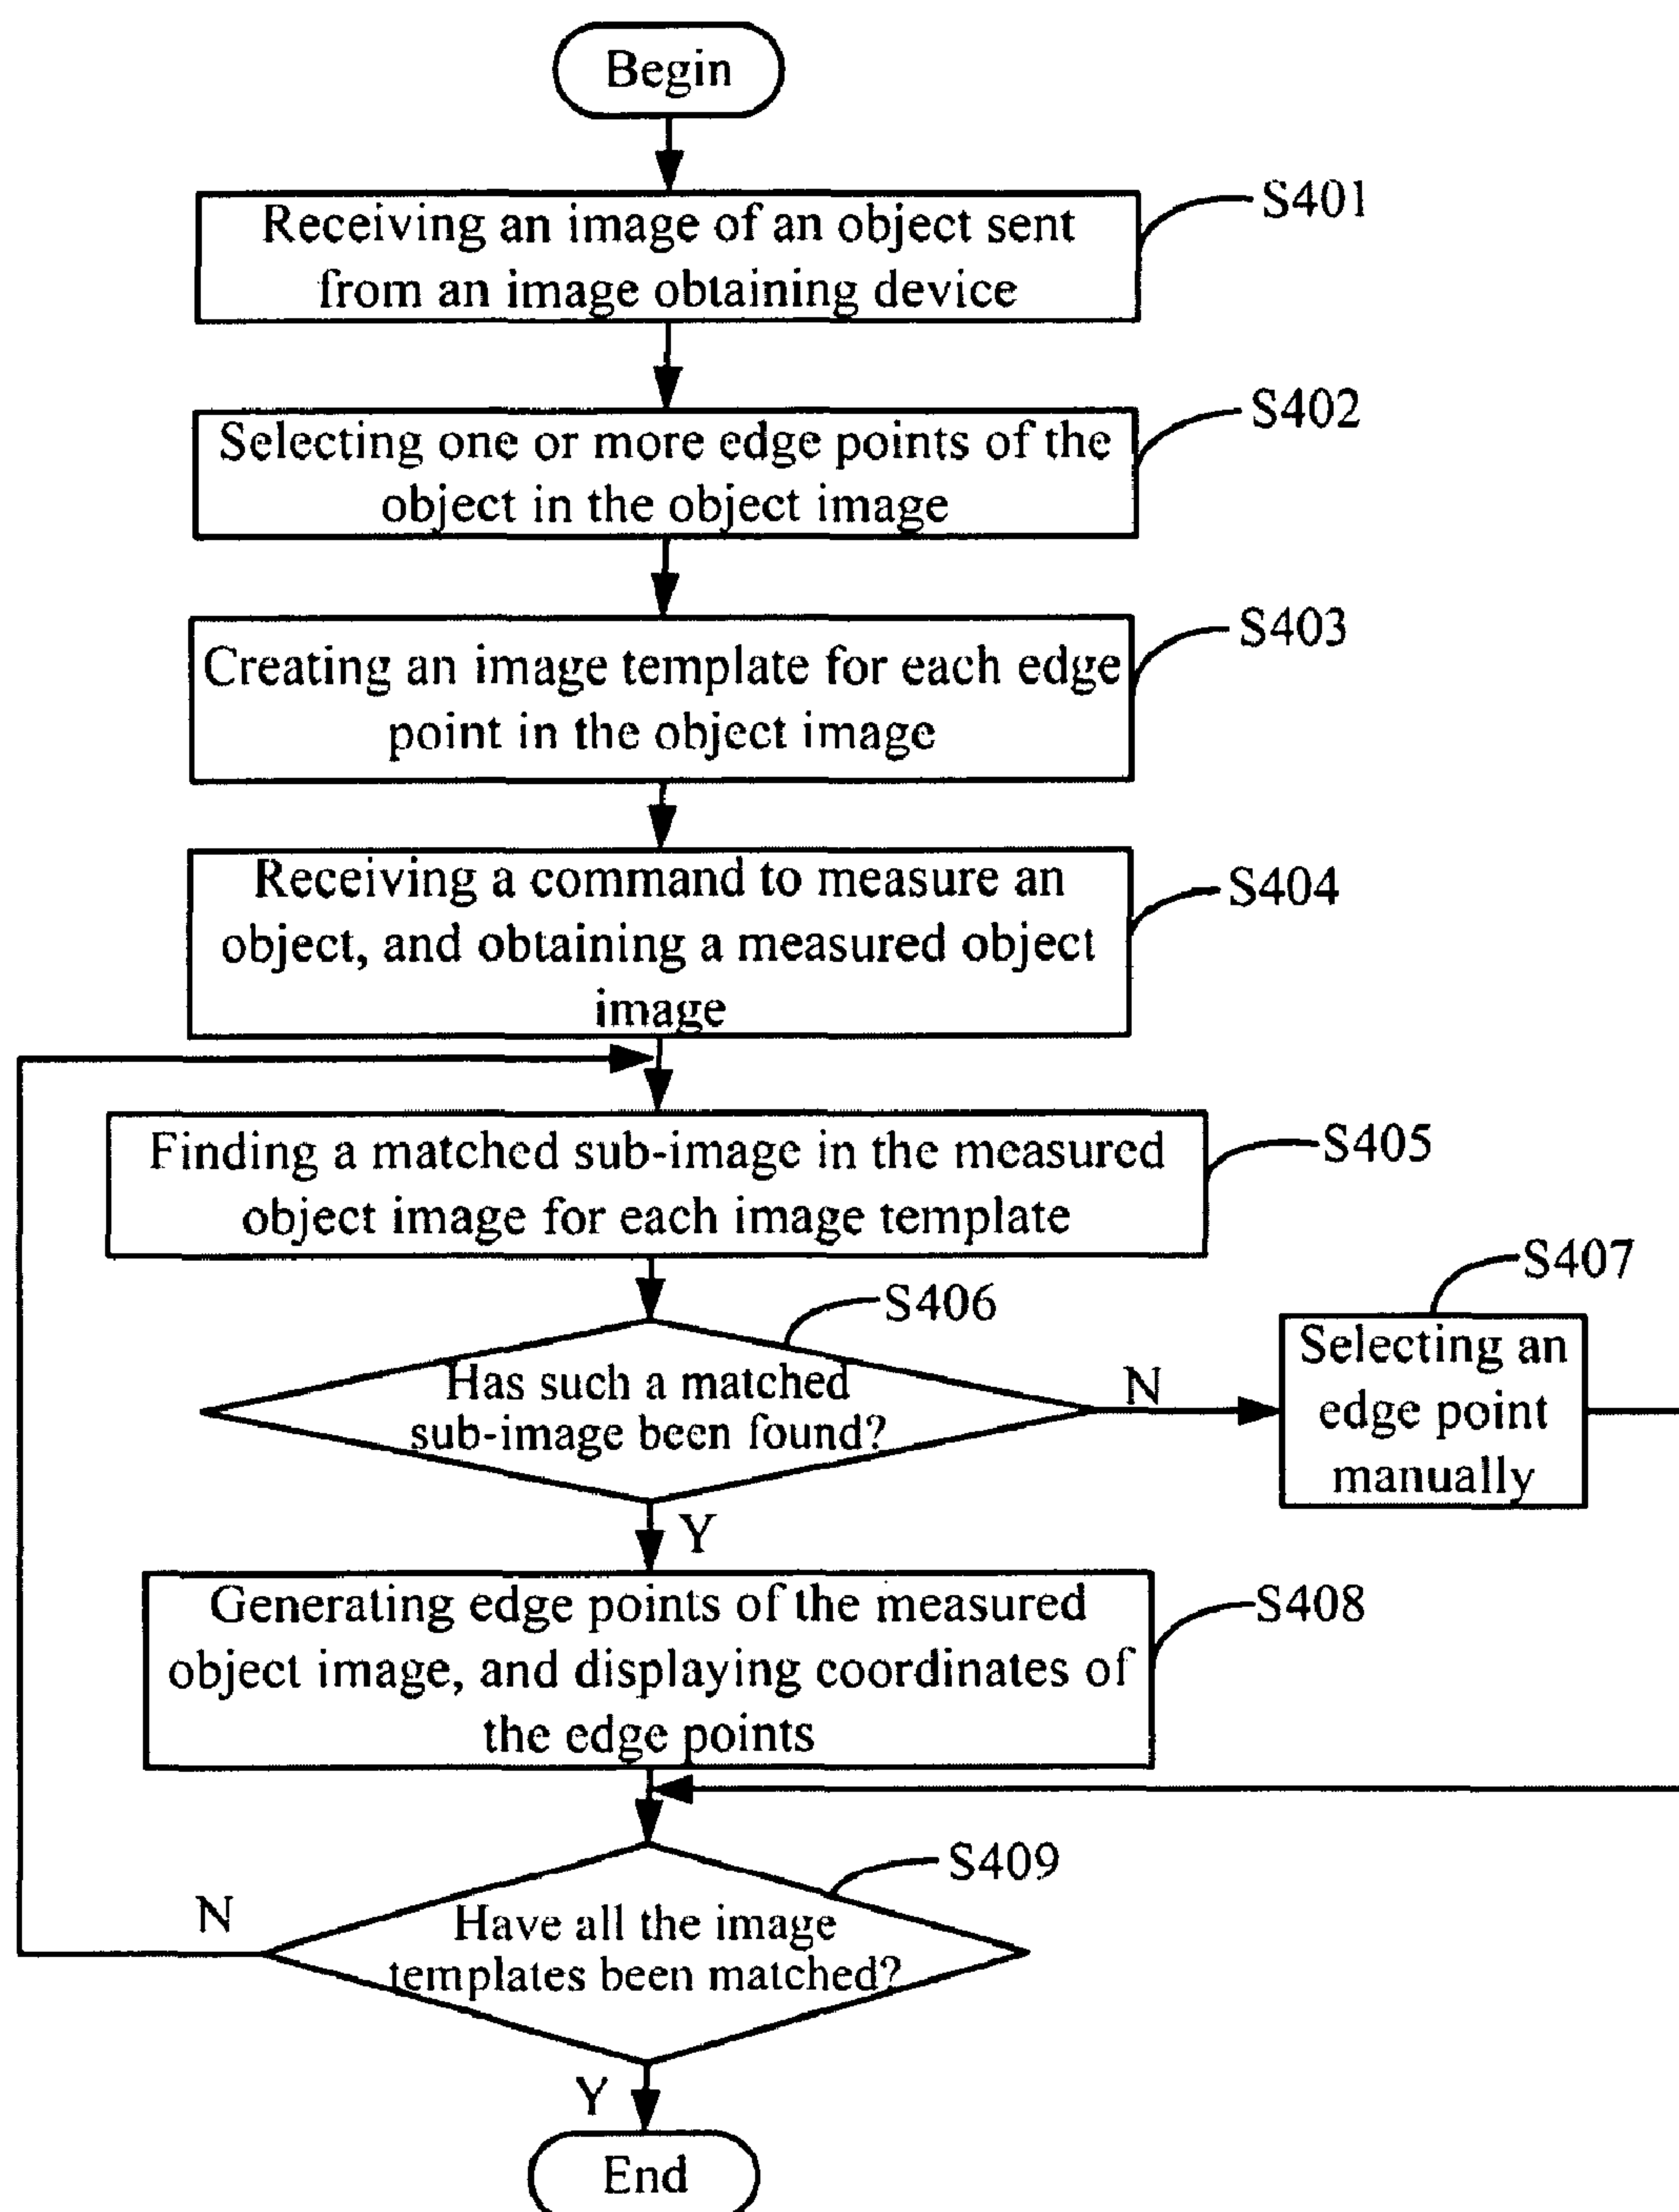 Begin
Receiving an image of an object sent
from an image obtaining device
S401
Selecting one or more edge points of the
object in the object image
S402
Creating an image template for each edge
point in the object image
S403
Receiving a command to measure an
object, and obtaining a measured object
image
S404
Finding a matched sub-image in the measured
object image for each image template
S405
Has such a matched
sub-image been found?
S406
N
Selecting an
edge point
manually
S407
Y
Generating edge points of the measured
object image, and displaying coordinates of
the edge points
S408
Have all the image
templates been matched?
S409
N
Y
End